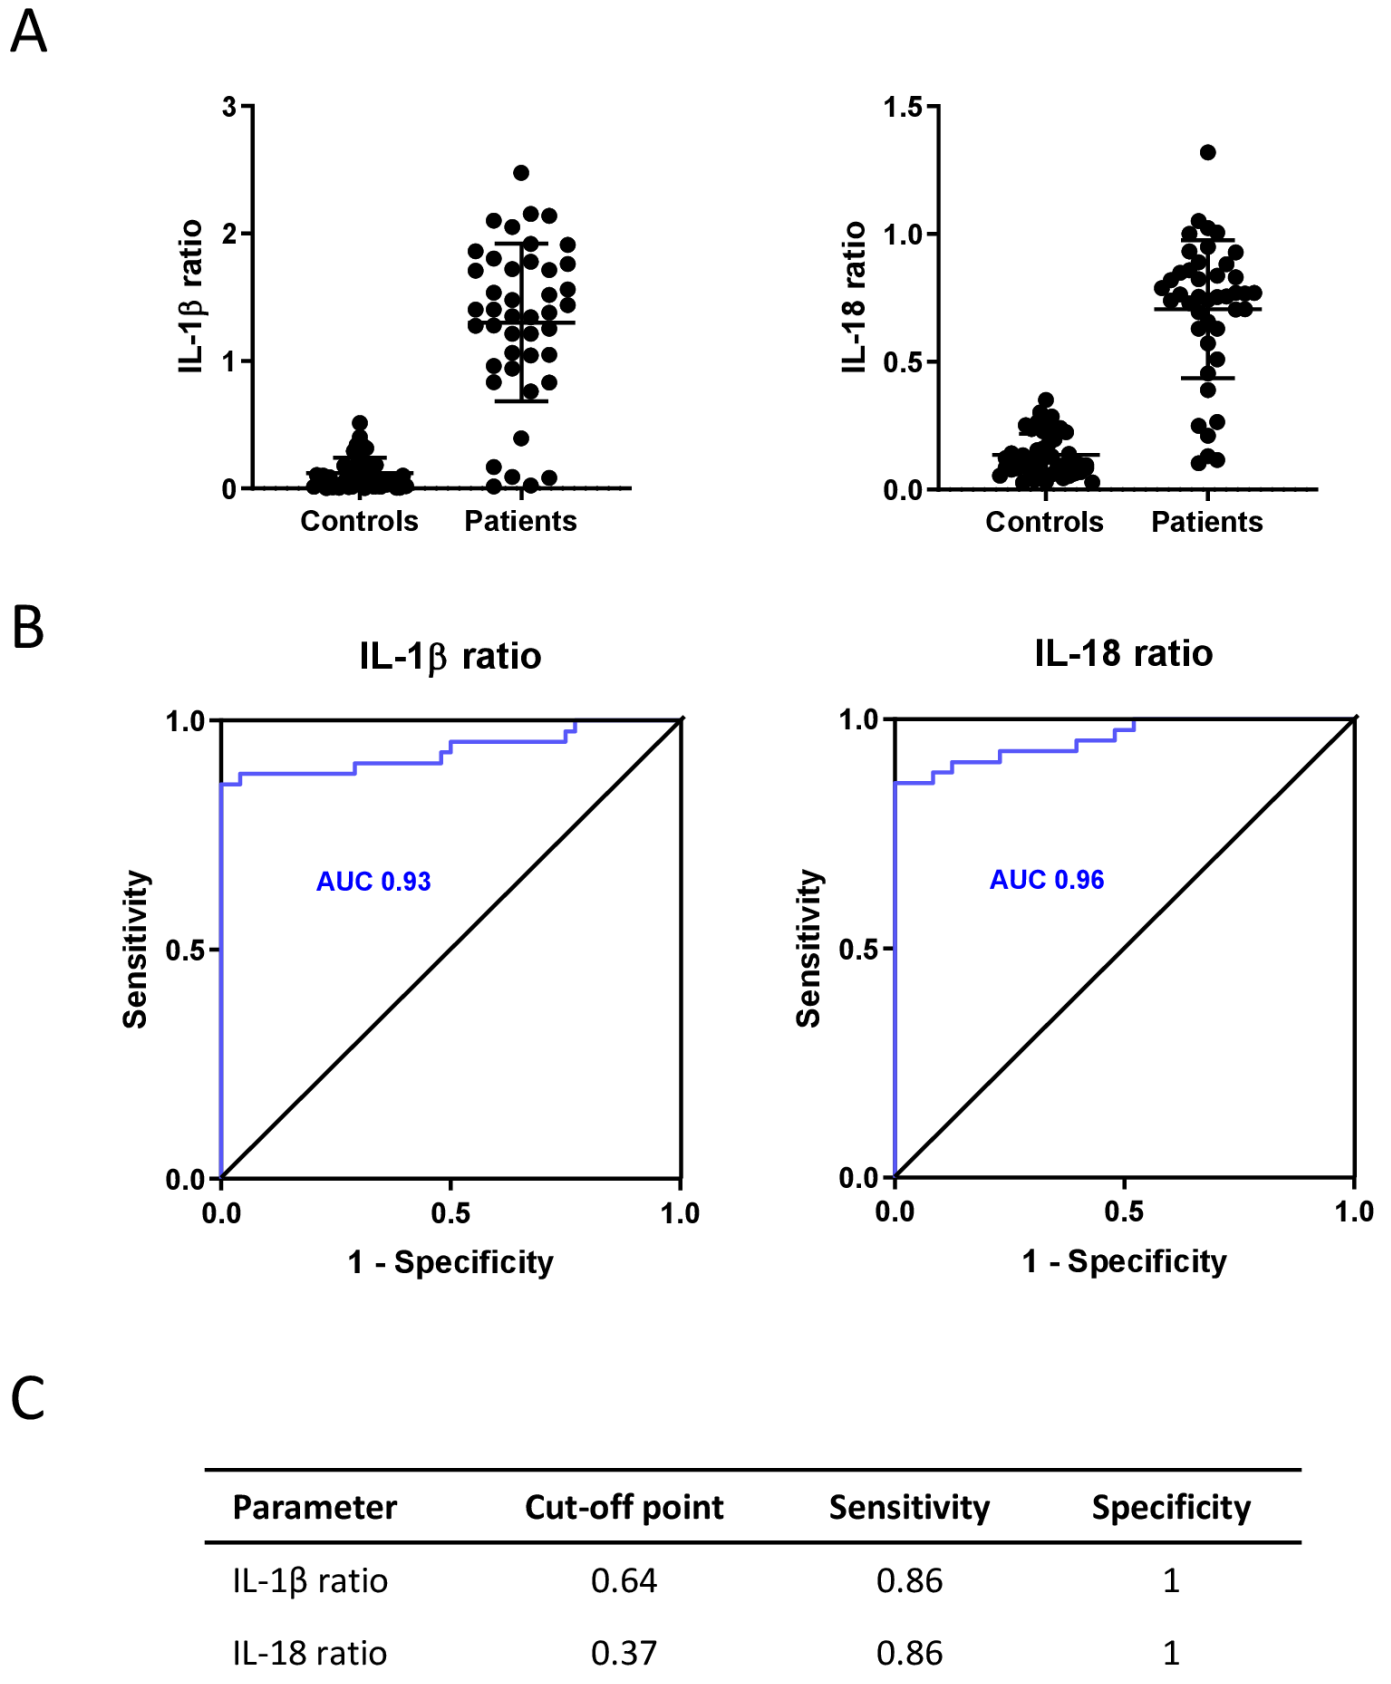 A
3
2
1
0
IL-1β ratio
Controls Patients
1.5
1.0
0.5
0.0
IL-18 ratio
Controls Patients
B
IL-1β ratio
1.0
0.5
0.0
Sensitivity
AUC 0.93
0.0 0.5 1.0
1 - Specificity
IL-18 ratio
1.0
0.5
0.0
Sensitivity
AUC 0.96
0.0 0.5 1.0
1 - Specificity
C
Parameter Cut-off point Sensitivity Specificity
IL-1β ratio 0.64 0.86 1
IL-18 ratio 0.37 0.86 1